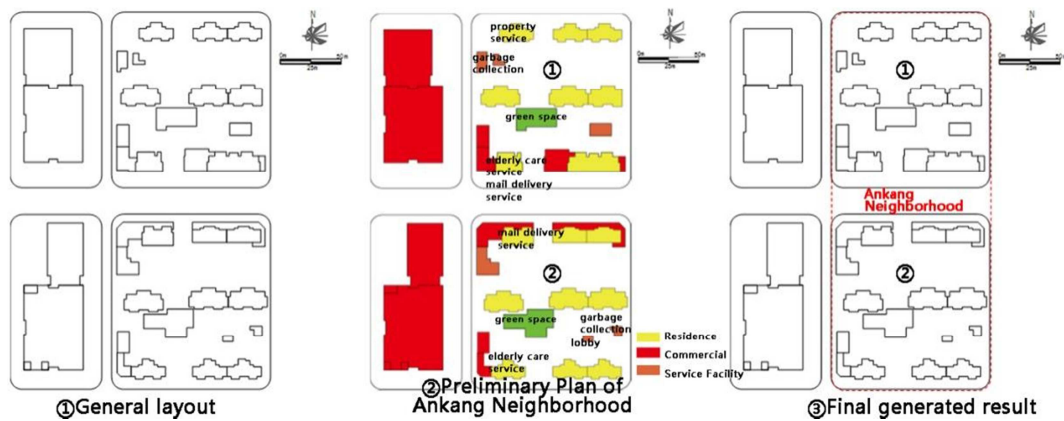 N
0m
50m
25m
N
0m
50m
25m
N
0m
50m
25m
property
service
garbage
collection
①
green space
elderly care
service
mail delivery
service
①
Ankang
Neighborhood
mail delivery
service
②
green space
garbage
collection
lobby
elderly care
service
Residence
Commercial
Service Facility
②
①General layout
②Preliminary Plan of
Ankang Neighborhood
③Final generated result